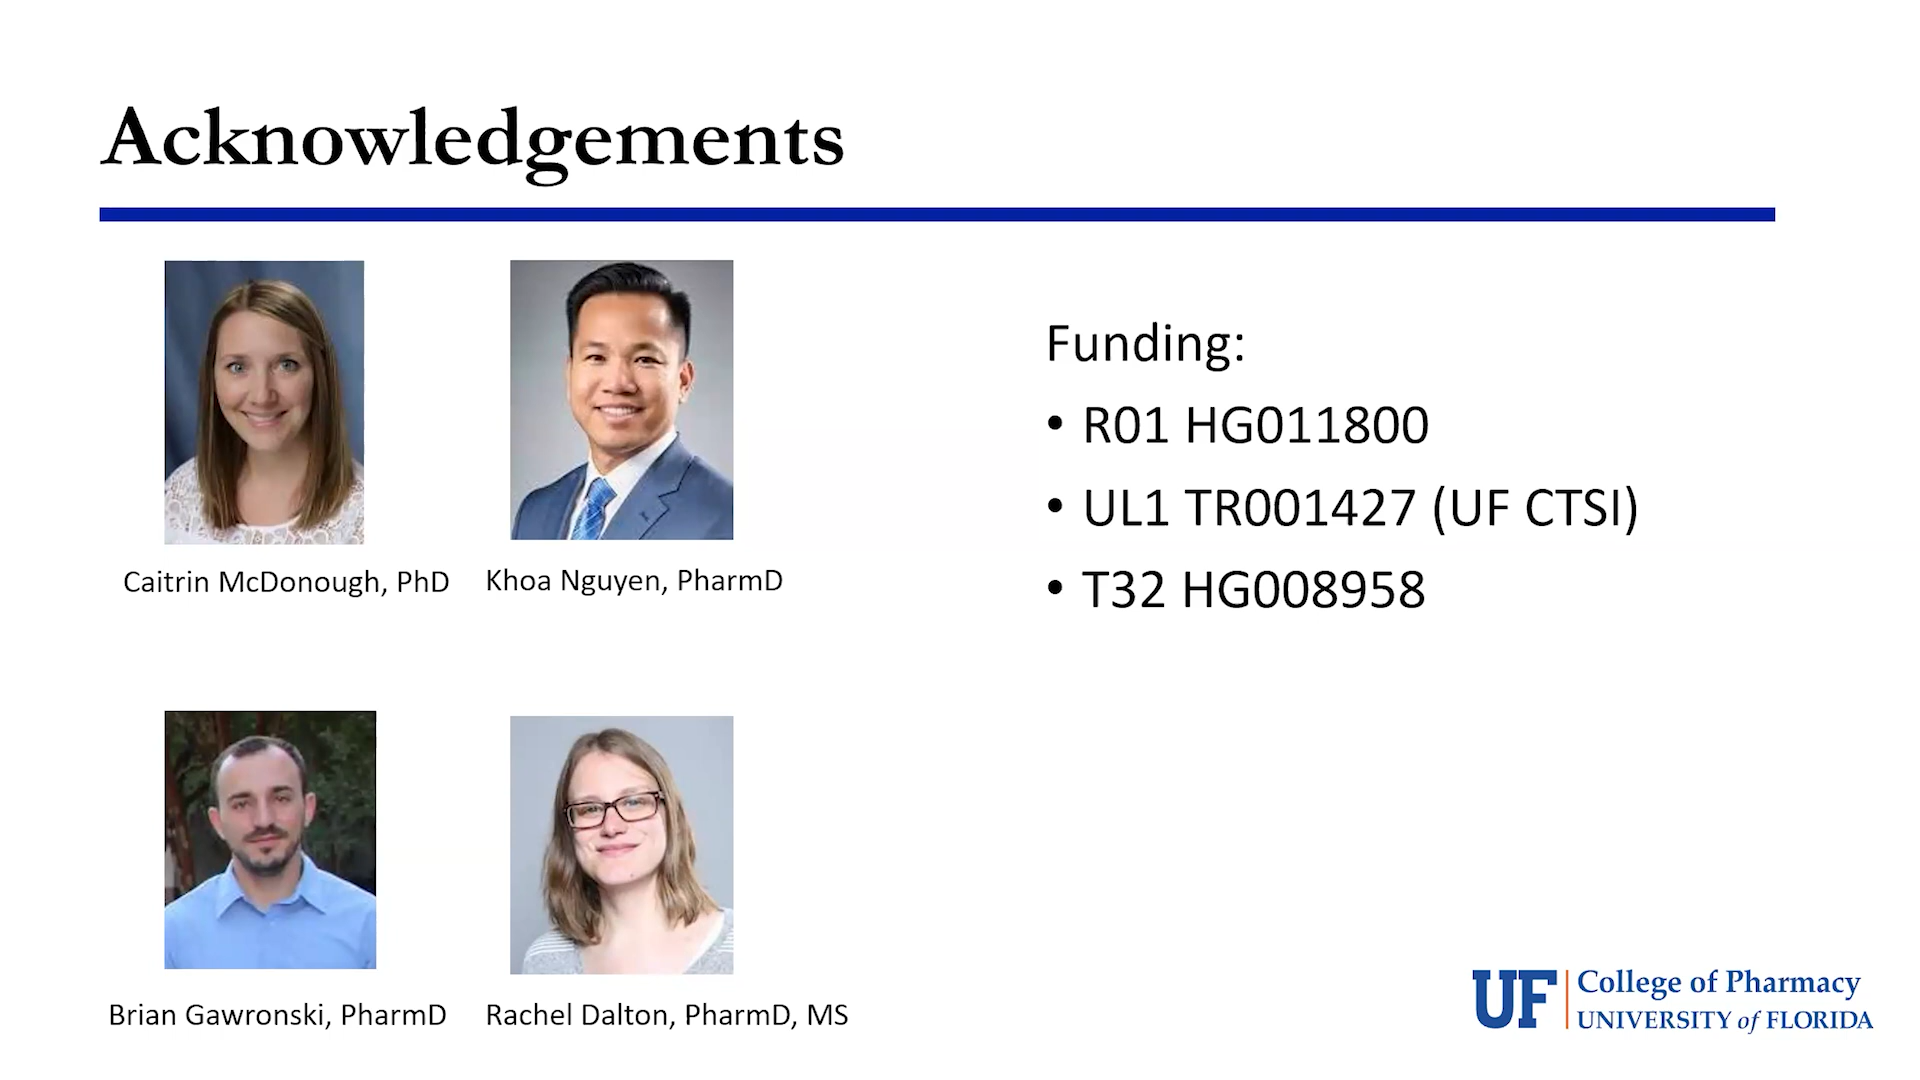 Acknowledgements
Caitrin McDonough, PhD
Khoa Nguyen, PharmD
Brian Gawronski, PharmD
Rachel Dalton, PharmD, MS
Funding:
• R01 HG011800
• UL1 TR001427 (UF CTSI)
• T32 HG008958
UF
College of Pharmacy
UNIVERSITY of FLORIDA